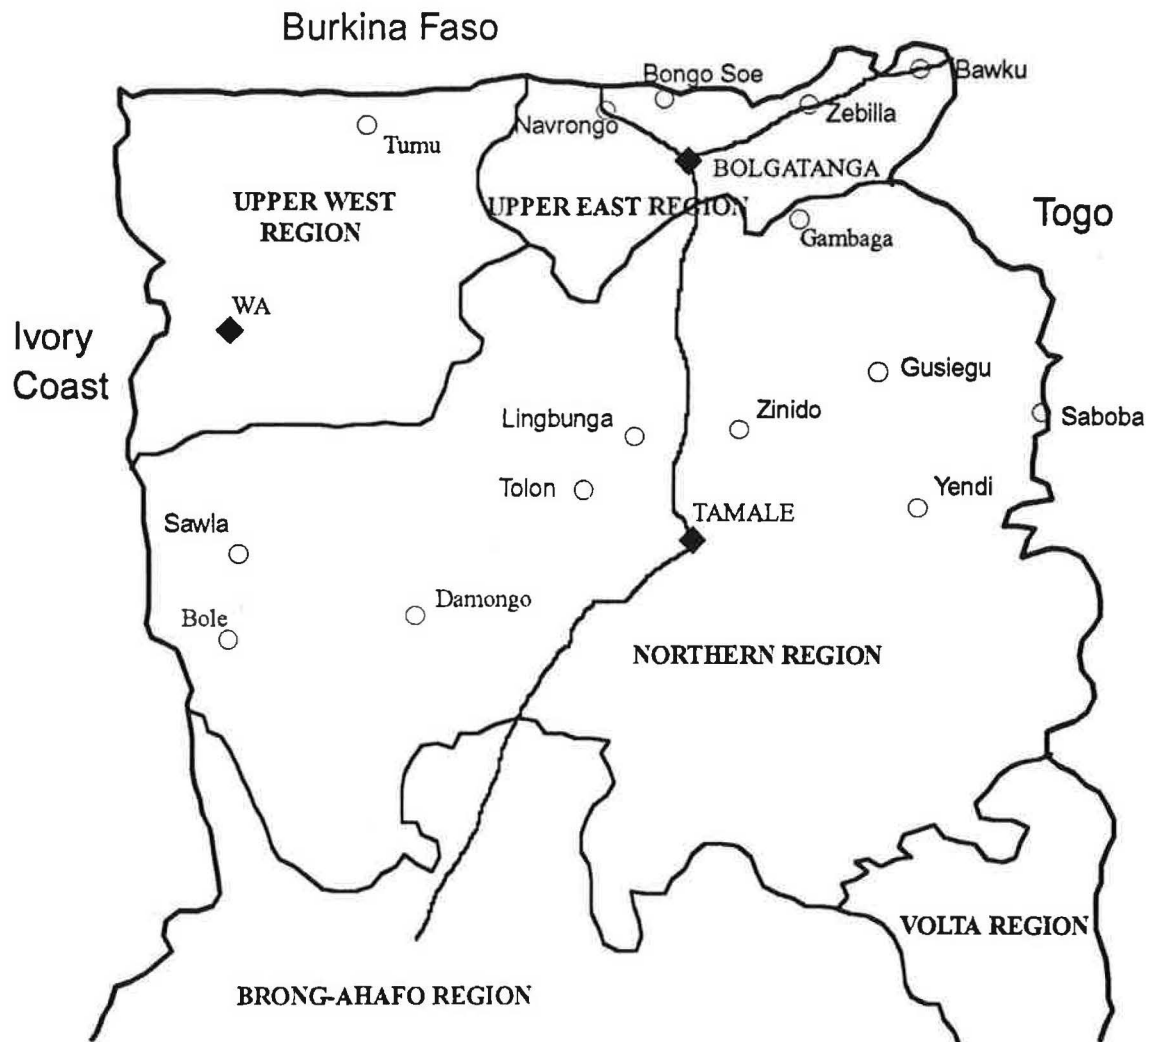 Burkina Faso
Bongo Soe
Bawku
Navrongo
Zebilla
Tumu
BOLGATANGA
UPPER WEST
REGION
UPPER EAST REGION
Togo
Gambaga
WA
Ivory
Coast
Gusiegu
Lingbunga
Zinido
Saboba
Tolon
Yendi
TAMALE
Sawla
Damongo
Bole
NORTHERN REGION
VOLTA REGION
BRONG-AHAFO REGION